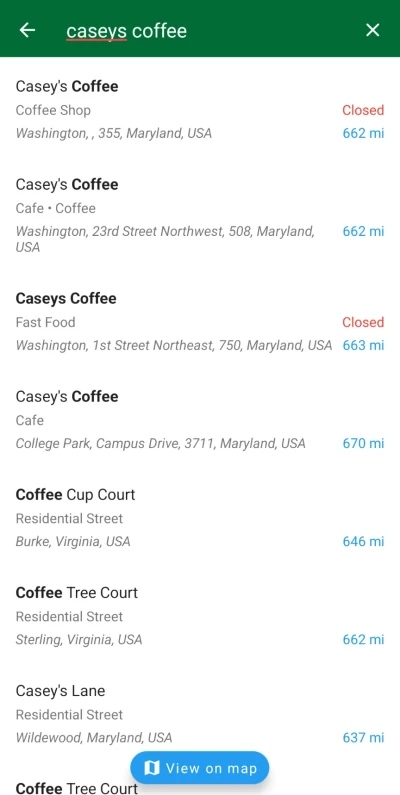 caseys coffee
Casey's Coffee
Coffee Shop
Closed
Washington, , 355, Maryland, USA
662 mi
Casey's Coffee
Cafe • Coffee
Washington, 23rd Street Northwest, 508, Maryland,
USA
662 mi
Caseys Coffee
Fast Food
Closed
Washington, 1st Street Northeast, 750, Maryland, USA
663 mi
Casey's Coffee
Cafe
College Park, Campus Drive, 3711, Maryland, USA
670 mi
Coffee Cup Court
Residential Street
Burke, Virginia, USA
646 mi
Coffee Tree Court
Residential Street
Sterling, Virginia, USA
662 mi
Casey's Lane
Residential Street
Wildewood, Maryland, USA
637 mi
View on map
Coffee Tree Court